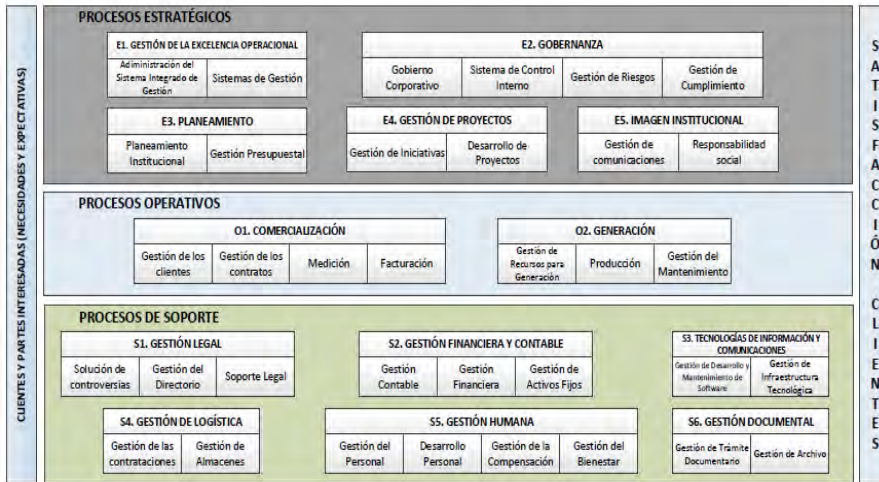 CLIENTES Y PARTES INTERESADAS (NECESIDADES Y EXPECTATIVAS)
PROCESOS ESTRATÉGICOS
E1. GESTIÓN DE LA EXCELENCIA OPERACIONAL
Adiministración del
Sistema Integrado de
Gestión
Sistemas de Gestión
E2. GOBERNANZA
Gobierno
Corporativo
Sistema de Control
Interno
Gestión de Riesgos
Gestión de
Cumplimiento
E3. PLANEAMIENTO
Planeamiento
Institucional
Gestión Presupuestal
E4. GESTIÓN DE PROYECTOS
Gestión de Iniciativas
Desarrollo de
Proyectos
E5. IMAGEN INSTITUCIONAL
Gestión de
comunicaciones
Responsabilidad
social
PROCESOS OPERATIVOS
O1. COMERCIALIZACIÓN
Gestión de los
clientes
Gestión de los
contratos
Medición
Facturación
O2. GENERACIÓN
Gestión de
Recursos para
Generación
Producción
Gestión del
Mantenimiento
PROCESOS DE SOPORTE
S1. GESTIÓN LEGAL
Solución de
controversias
Gestión del
Directorio
Soporte Legal
S2. GESTIÓN FINANCIERA Y CONTABLE
Gestión
Contable
Gestión
Financiera
Gestión de
Activos Fijos
S3. TECNOLOGÍAS DE INFORMACIÓN Y
COMUNICACIONES
Gestión de Desarrollo y
Mantenimiento de
Software
Gestión de
Infraestructura
Tecnológica
S4. GESTIÓN DE LOGÍSTICA
Gestión de las
contrataciones
Gestión de
Almacenes
S5. GESTIÓN HUMANA
Gestión del
Personal
Desarrollo
Personal
Gestión de la
Compensación
Gestión del
Bienestar
S6. GESTIÓN DOCUMENTAL
Gestión de Trámite
Documentario
Gestión de Archivo
SATISFACCIÓN CLIENTES